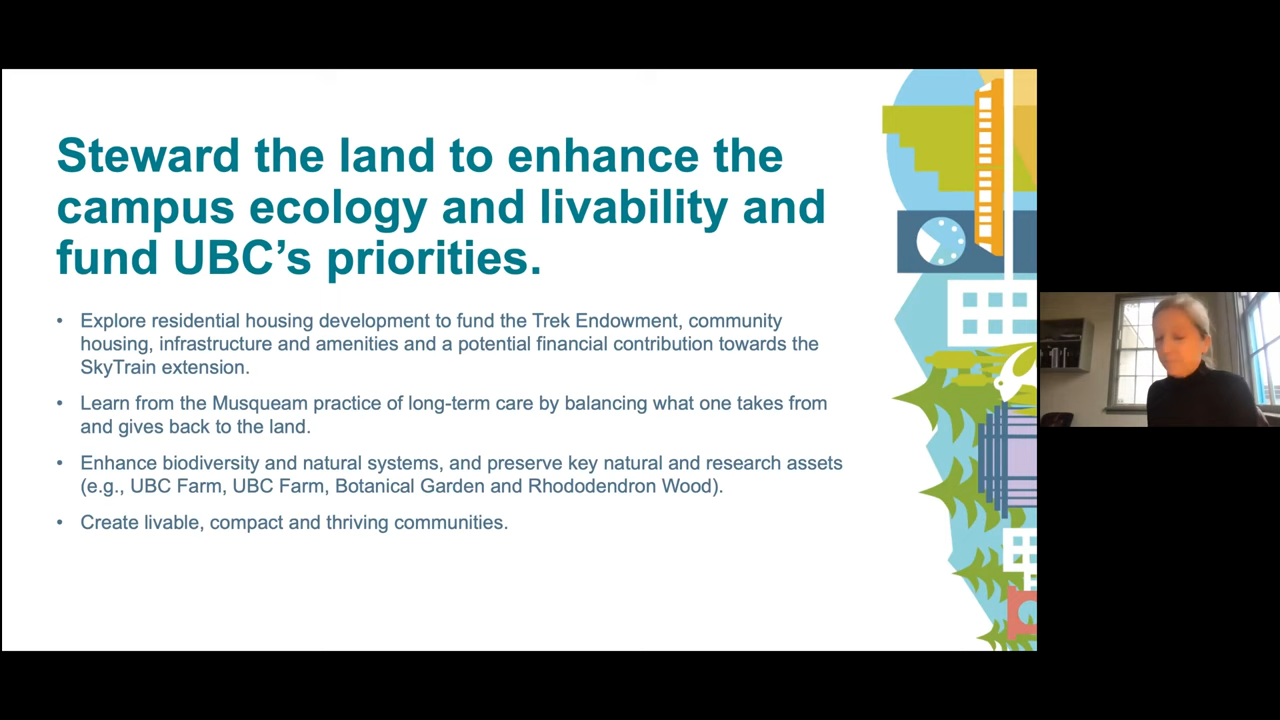 Steward the land to enhance the
campus ecology and livability and
fund UBC’s priorities.
• Explore residential housing development to fund the Trek Endowment, community
housing, infrastructure and amenities and a potential financial contribution towards the
SkyTrain extension.
• Learn from the Musqueam practice of long-term care by balancing what one takes from
and gives back to the land.
• Enhance biodiversity and natural systems, and preserve key natural and research assets
(e.g., UBC Farm, UBC Farm, Botanical Garden and Rhododendron Wood).
• Create livable, compact and thriving communities.